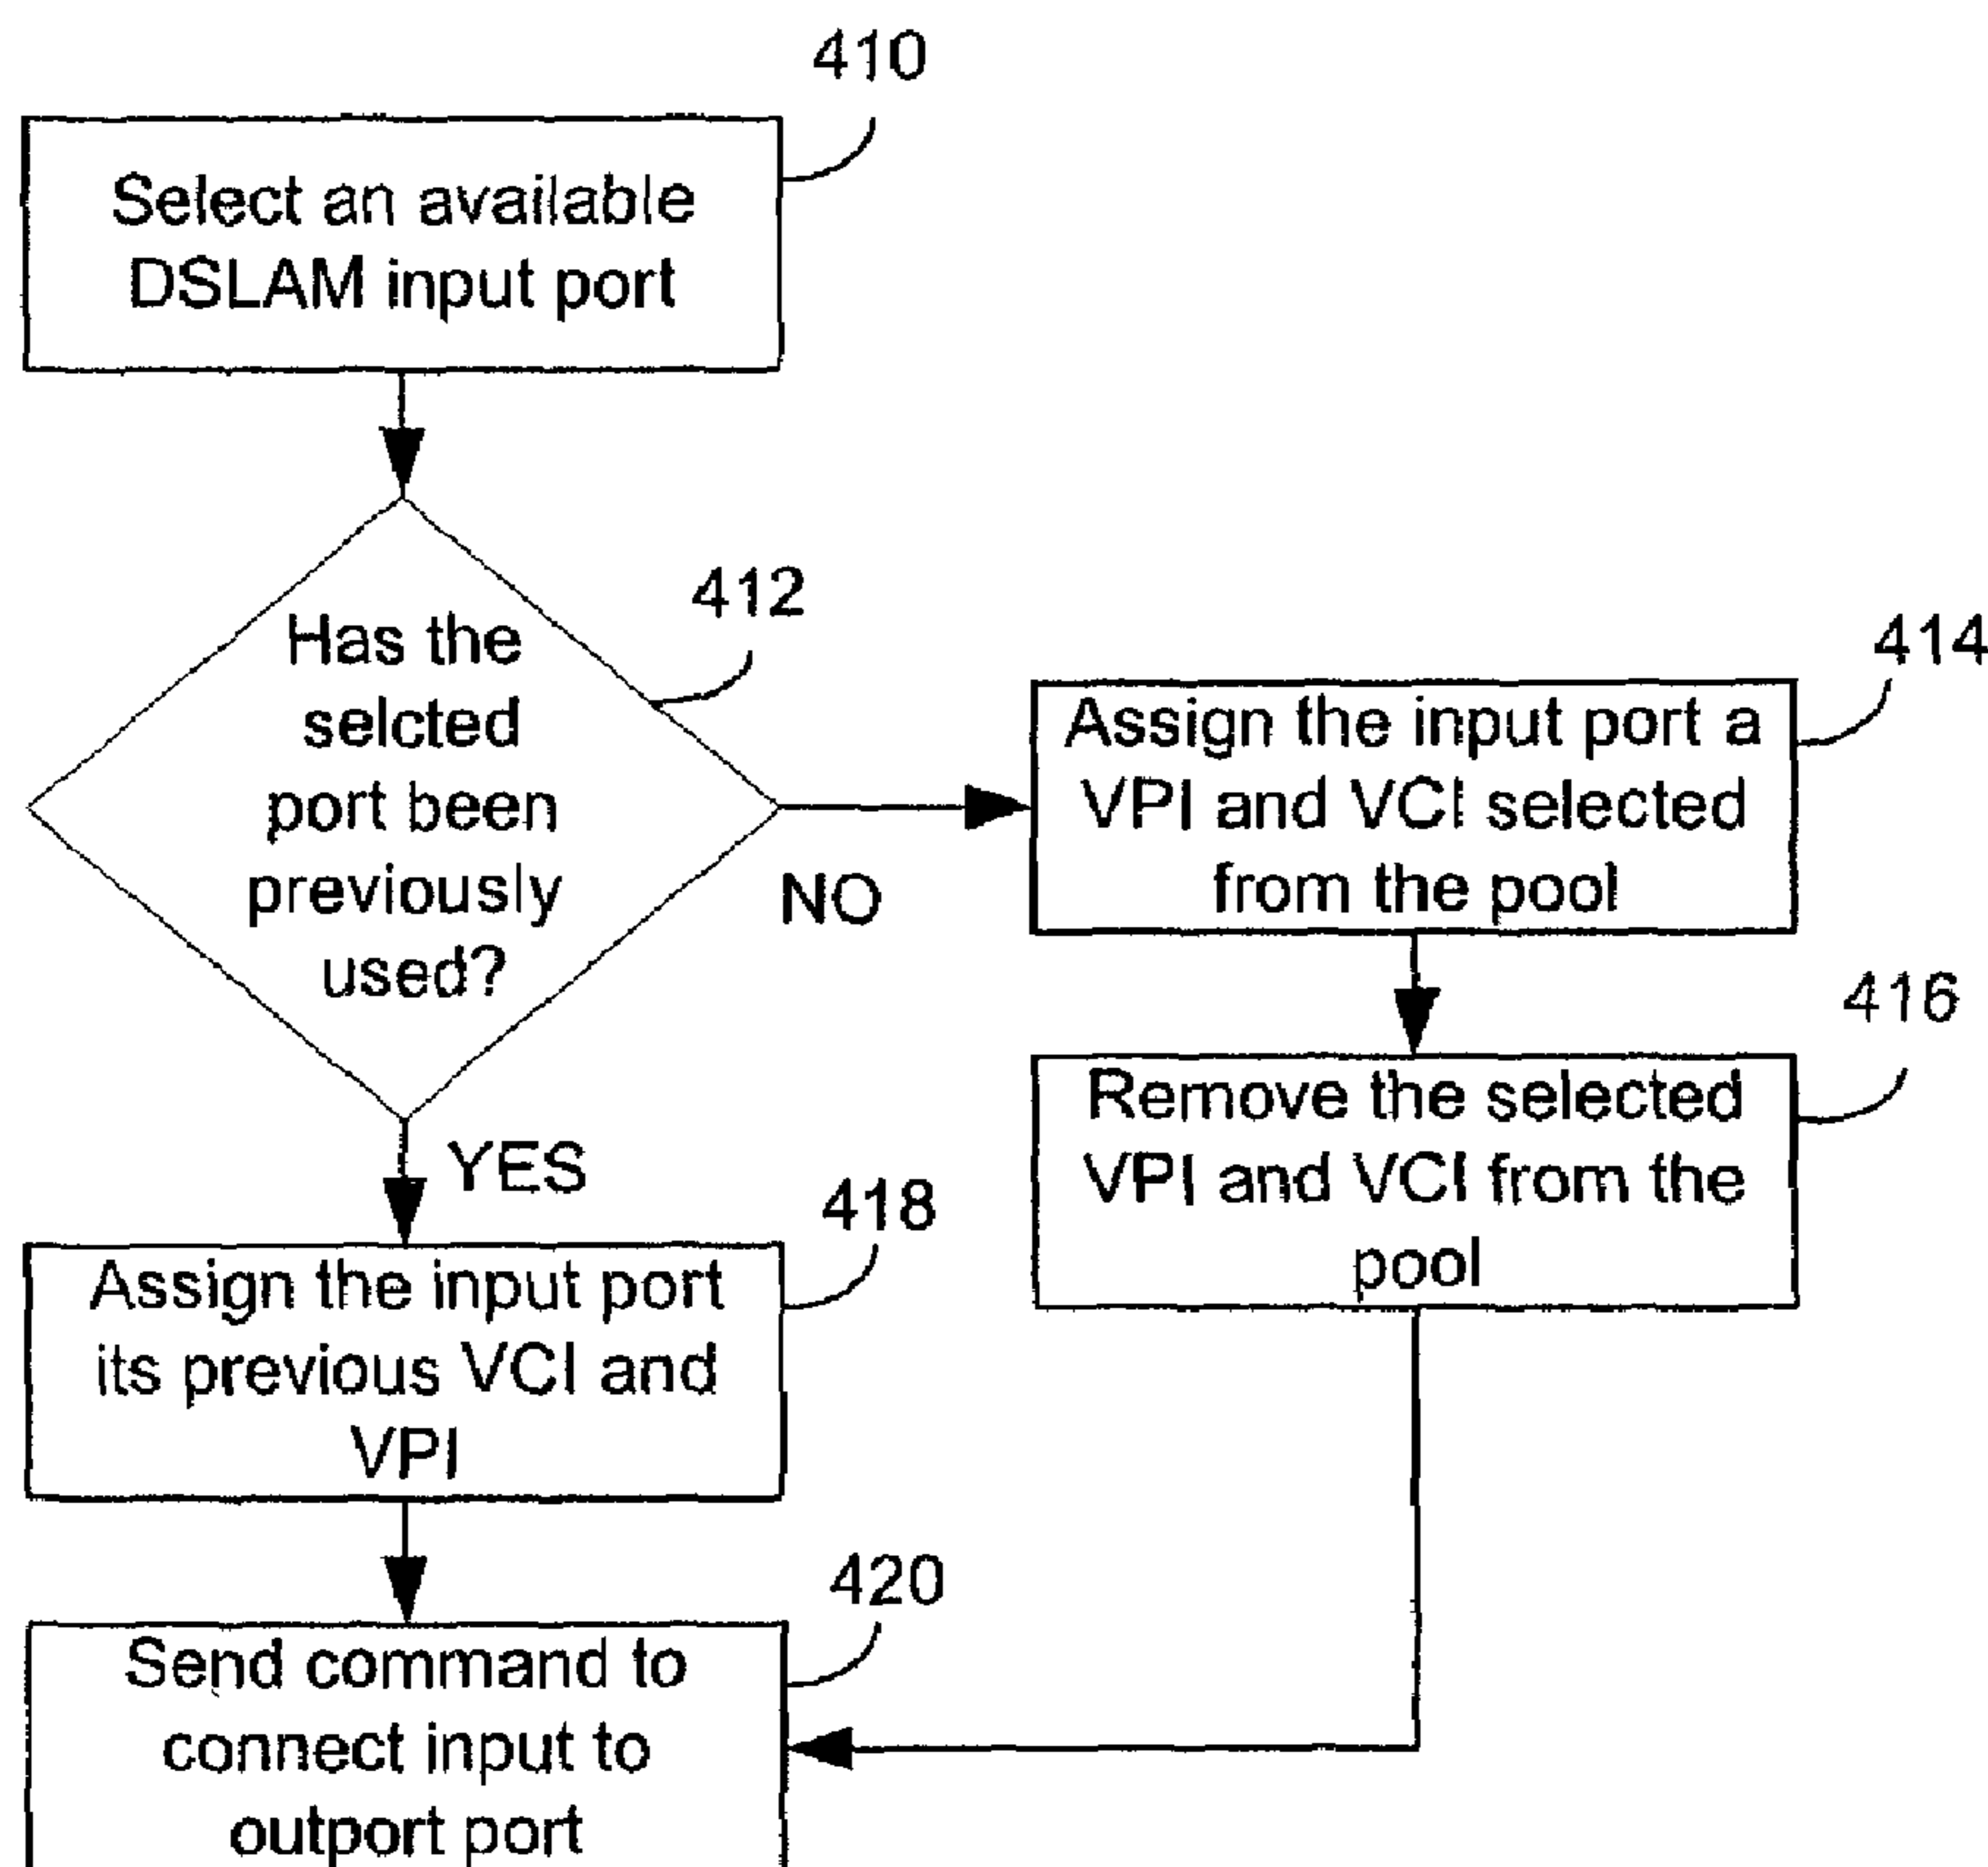 410
Select an available
DSLAM input port
412
Has the
selcted
port been
previously
used?
NO
YES
414
Assign the input port a
VPI and VCI selected
from the pool
416
Remove the selected
VPI and VCI from the
pool
418
Assign the input port
its previous VCI and
VPI
420
Send command to
connect input to
outport port